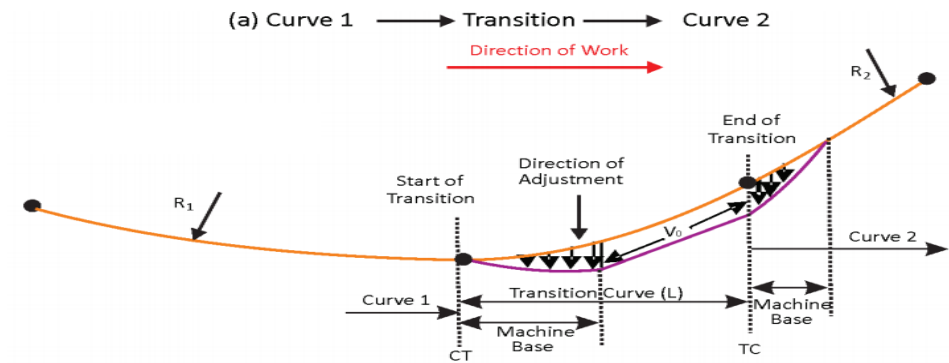 (a) Curve 1 → Transition → Curve 2
Direction of Work
R2
End of
Transition
Direction of
Adjustment
Start of
Transition
R1
V0
Curve 2
Curve 1
Transition Curve (L)
Machine
Base
Machine
Base
CT
TC